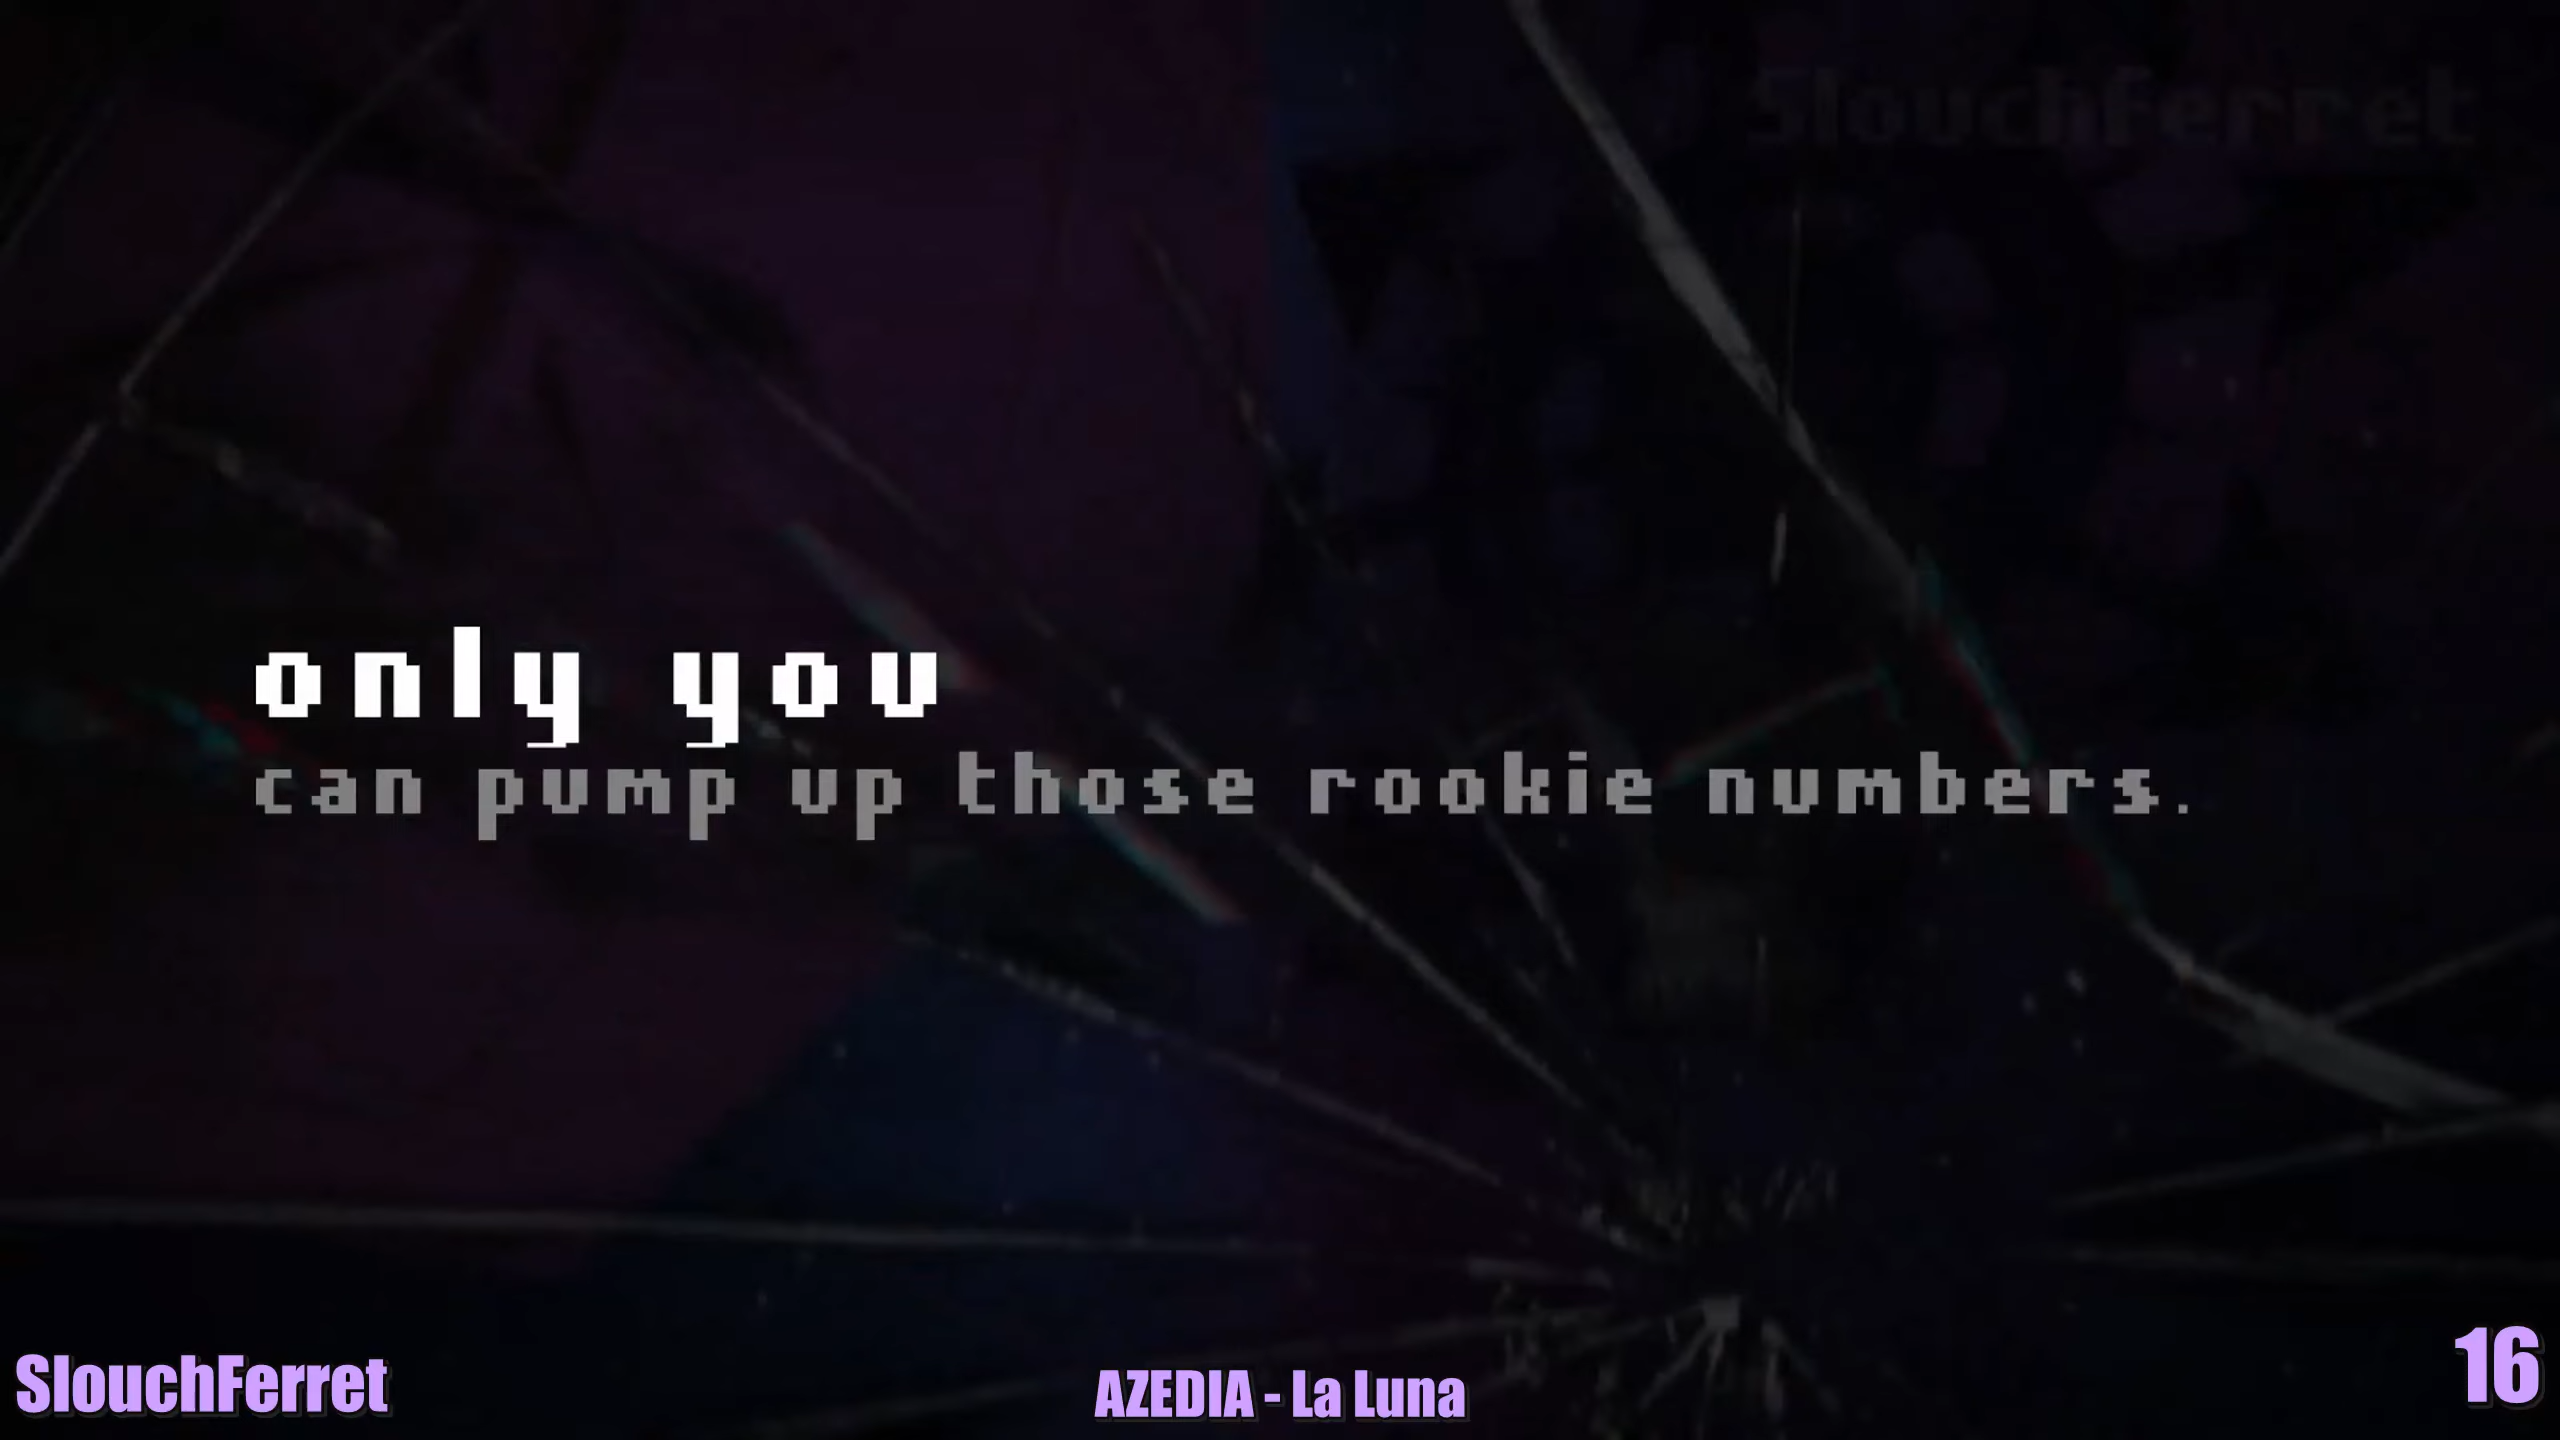 SlouchFerret
only you
can pump up those rookie numbers.
SlouchFerret
AZEDIA - La Luna
16